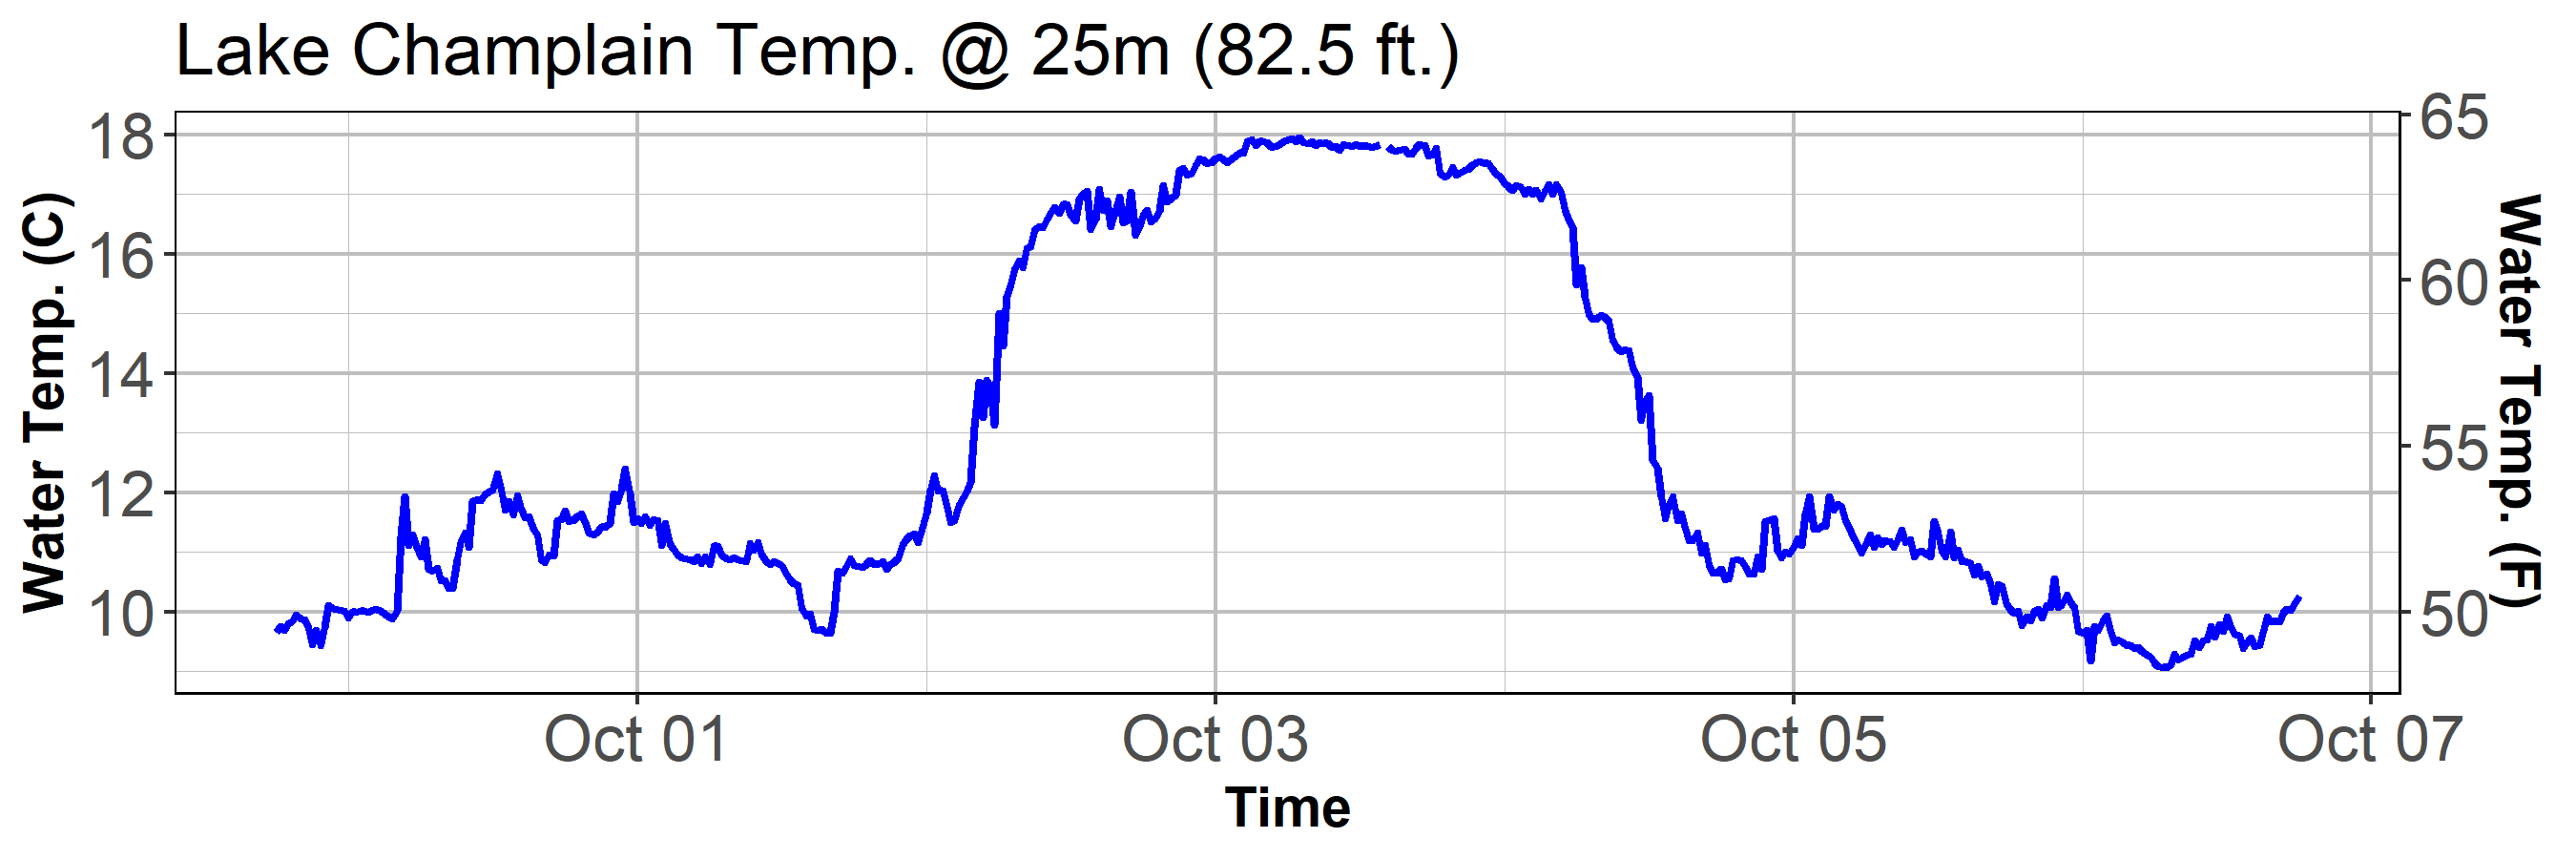 Lake Champlain Temp. @ 25m (82.5 ft.)
18
16
14
12
10
Water Temp. (C)
65
60
55
50
Water Temp. (F)
Oct 01
Oct 03
Oct 05
Oct 07
Time